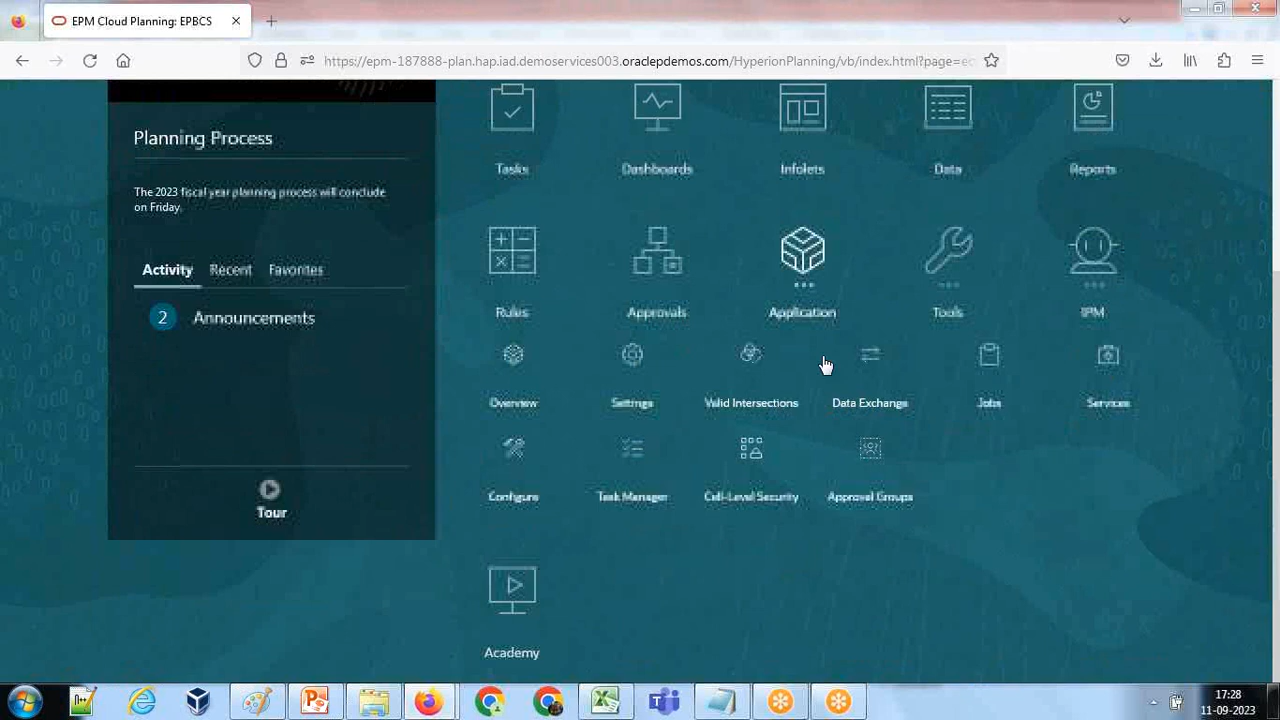 EPM Cloud Planning: EPBCS
https://epm-187888-plan.hap.iad.demoservices003.oraclepdemos.com/HyperionPlanning/vb/index.html?page=
Planning Process
The 2023 fiscal year planning process will conclude
on Friday.
Activity Recent Favorites
2 Announcements
Tour
Tasks Dashboards Infolets Data Reports
Rules Approvals Application Tools IPM
Overview Settings Valid Intersections Data Exchange Jobs Services
Configure Task Manager Cell-Level Security Approval Groups
Academy
17:28
11-09-2023